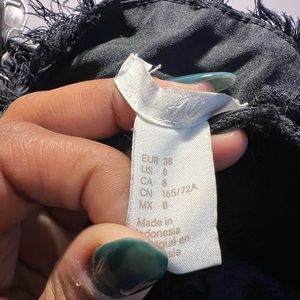 EUR 38
US 8
CA 8
CN 165/72A
MX 8
Made in
Indonesia